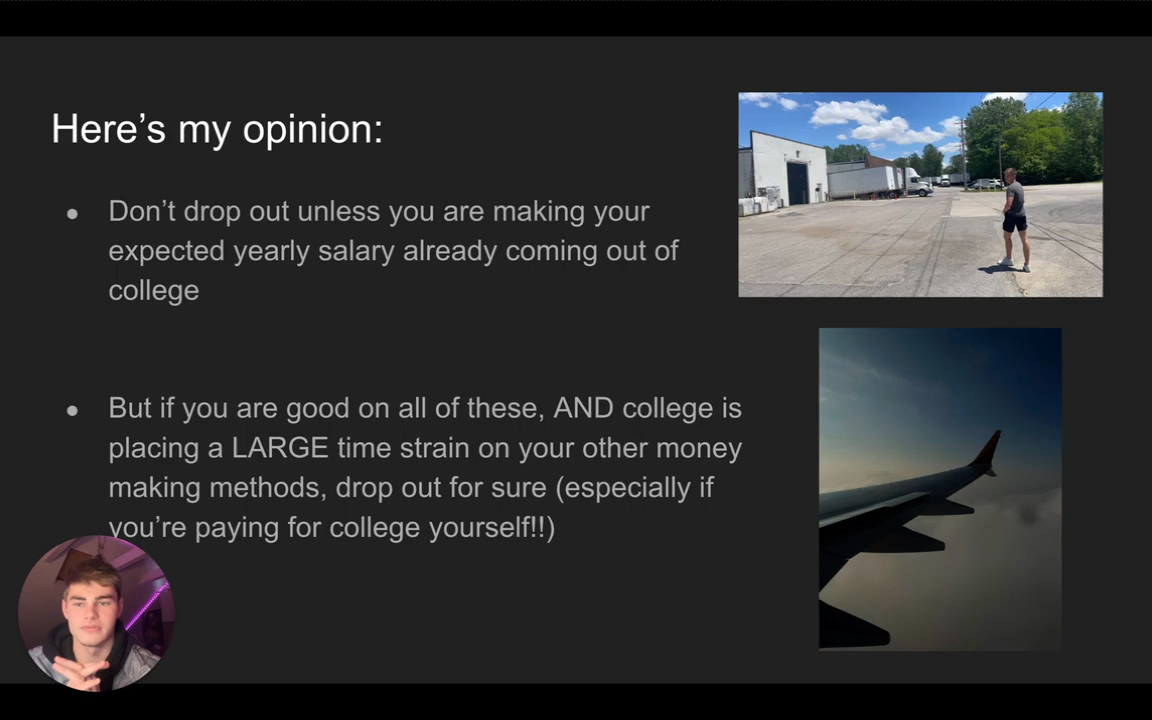 Here’s my opinion:
● Don’t drop out unless you are making your
expected yearly salary already coming out of
college
● But if you are good on all of these, AND college is
placing a LARGE time strain on your other money
making methods, drop out for sure (especially if
you’re paying for college yourself!!)